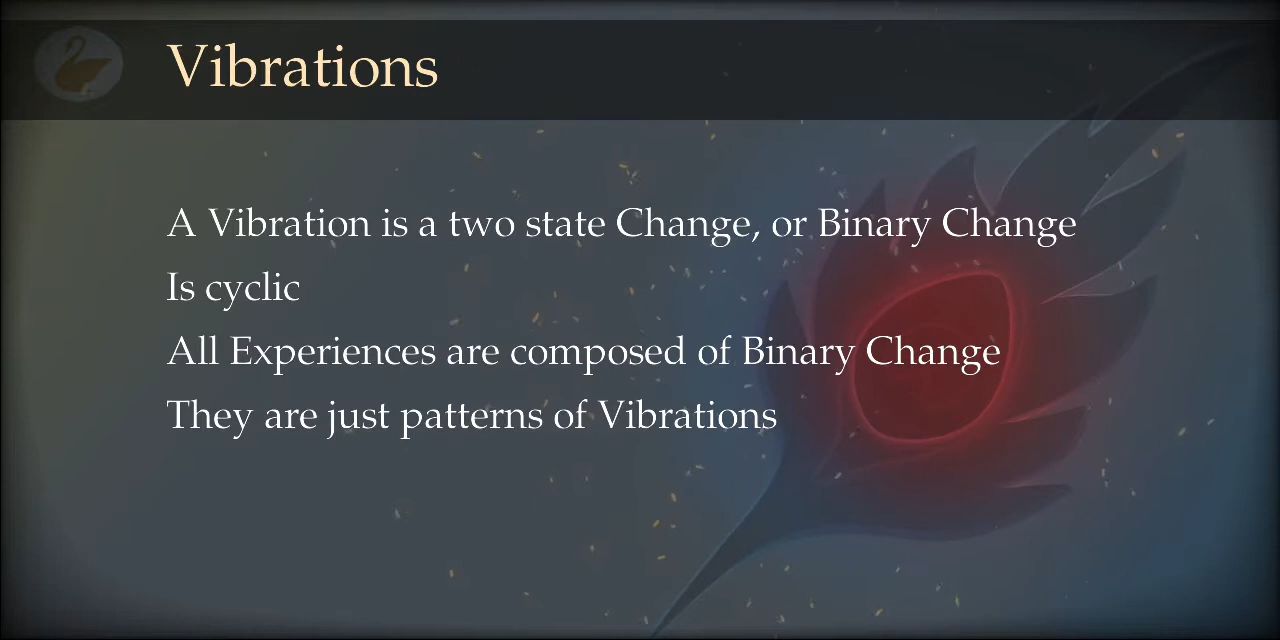 Vibrations
A Vibration is a two state Change, or Binary Change
Is cyclic
All Experiences are composed of Binary Change
They are just patterns of Vibrations